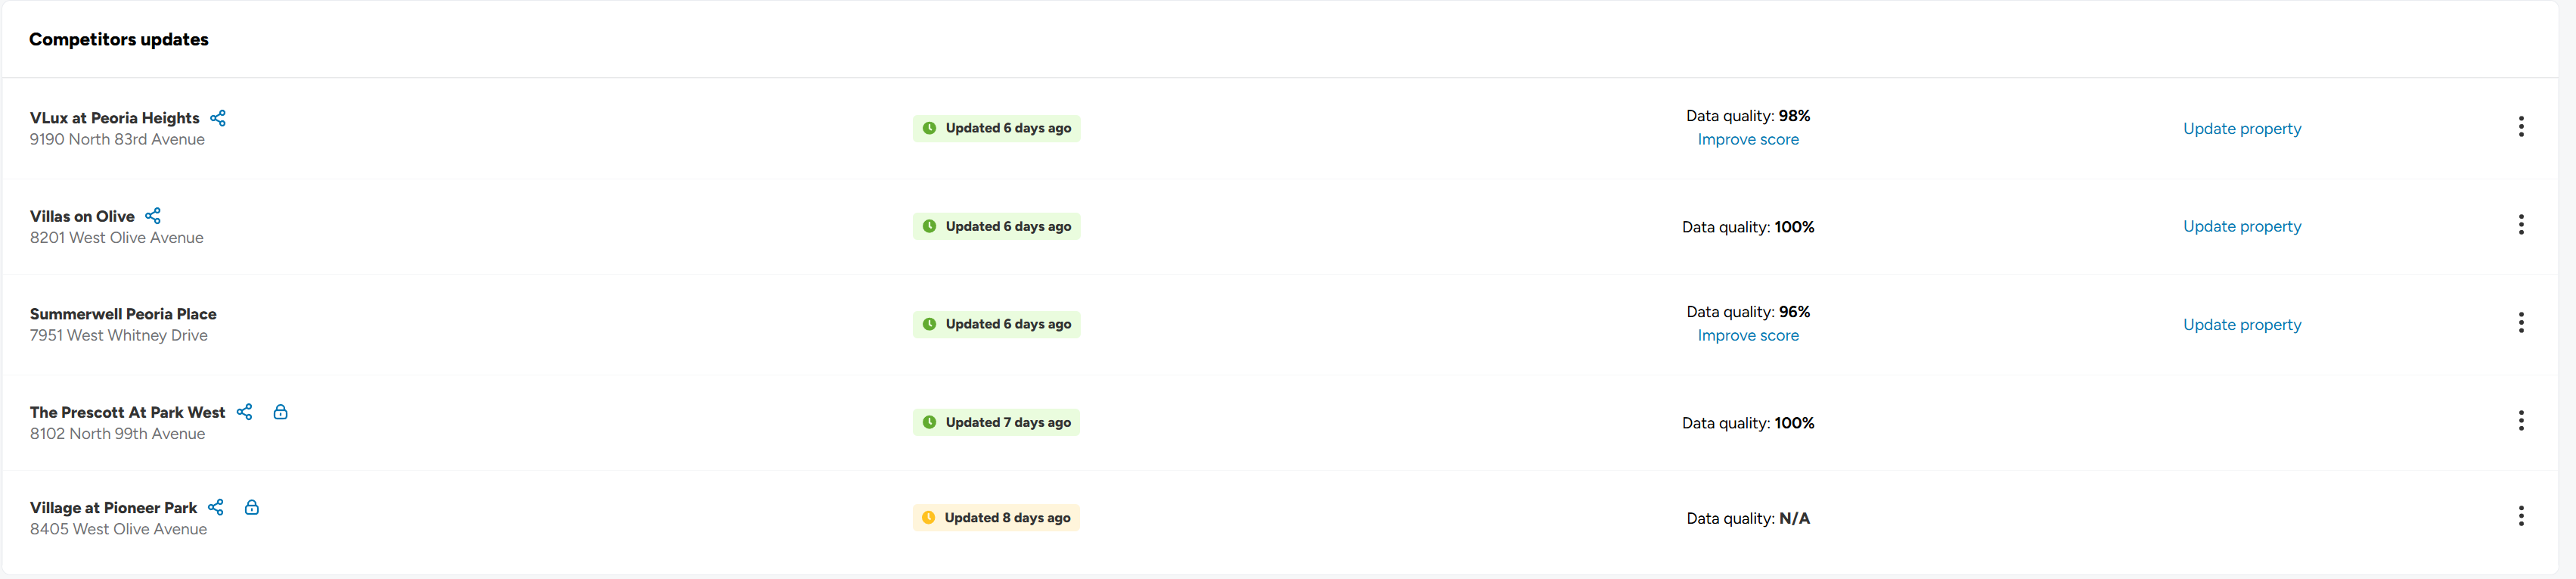 Competitors updates
VLux at Peoria Heights
9190 North 83rd Avenue
Updated 6 days ago
Data quality: 98%
Improve score
Update property
Villas on Olive
8201 West Olive Avenue
Updated 6 days ago
Data quality: 100%
Update property
Summerwell Peoria Place
7951 West Whitney Drive
Updated 6 days ago
Data quality: 96%
Improve score
Update property
The Prescott At Park West
8102 North 99th Avenue
Updated 7 days ago
Data quality: 100%
Village at Pioneer Park
8405 West Olive Avenue
Updated 8 days ago
Data quality: N/A